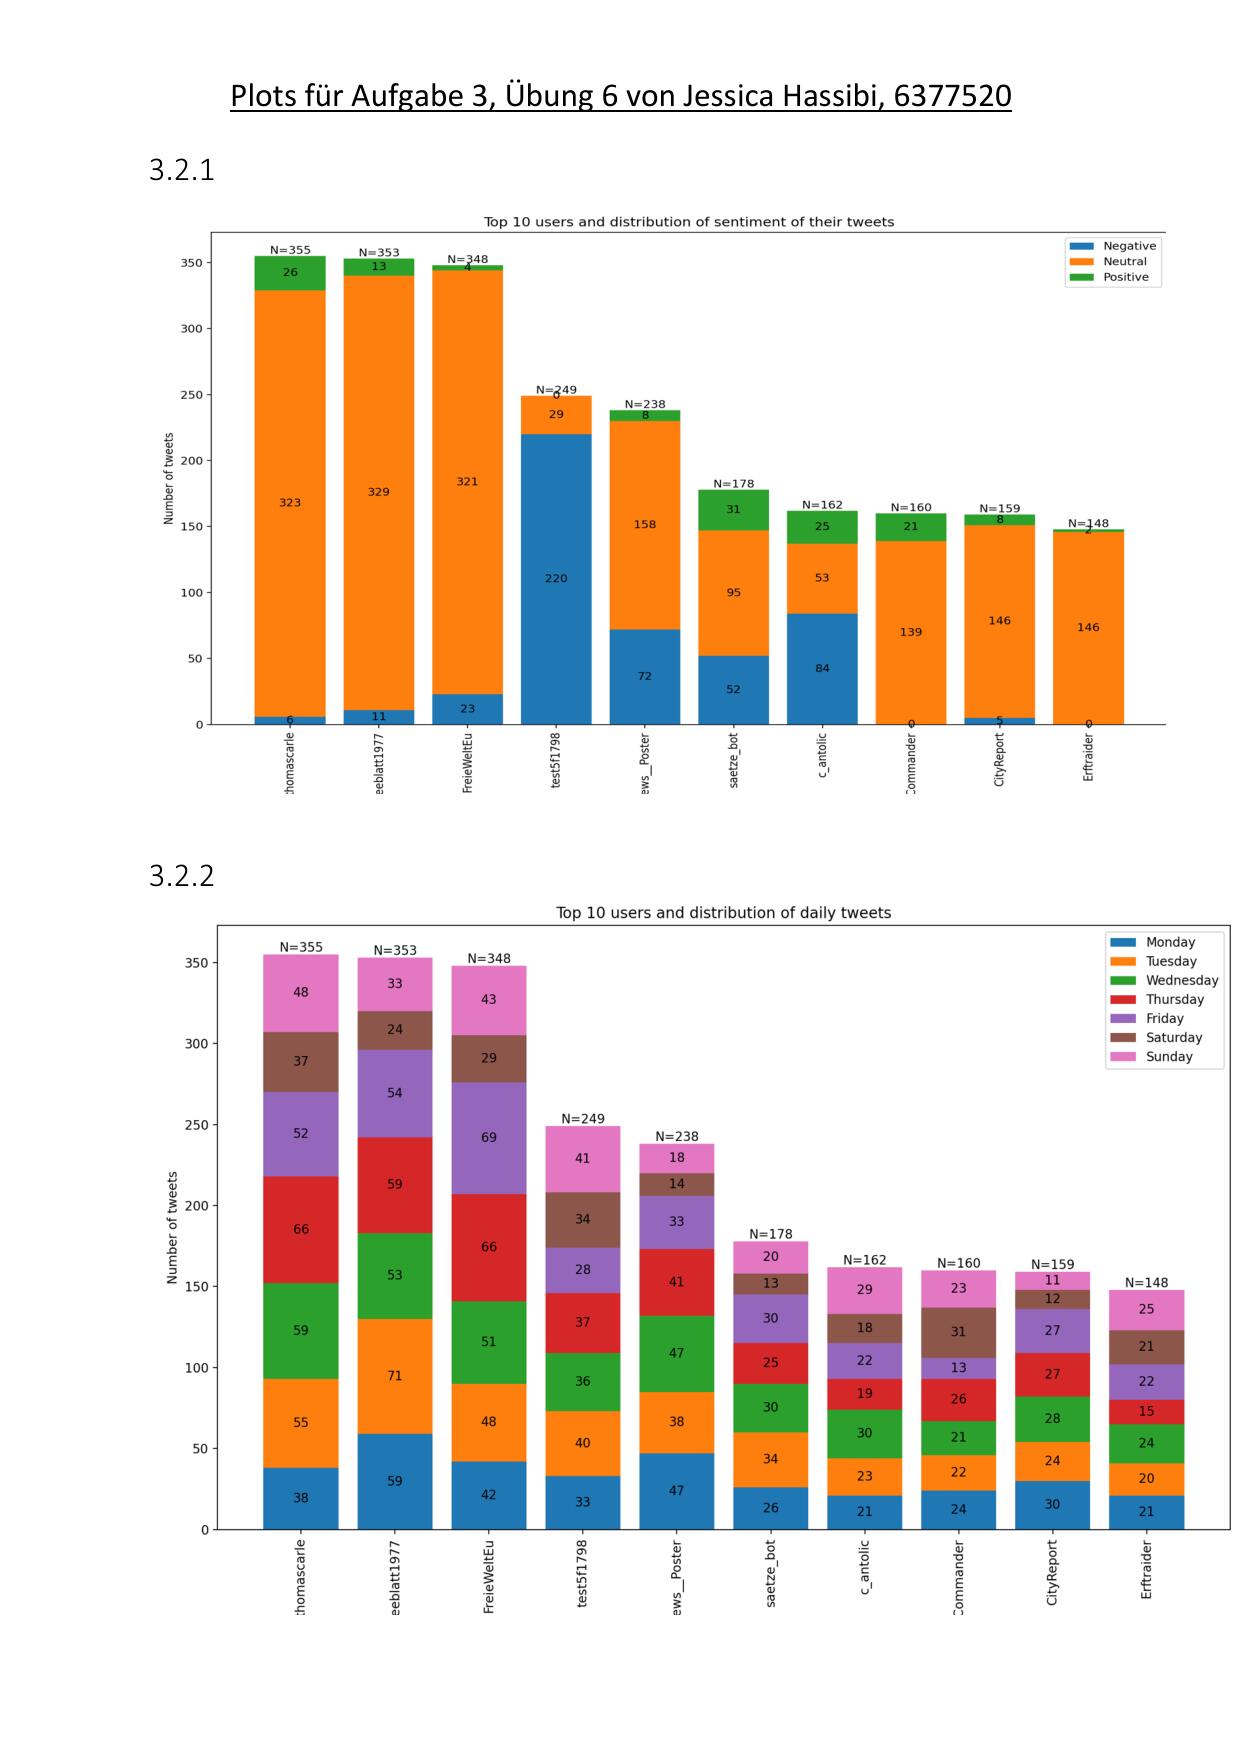 Plots für Aufgabe 3, Übung 6 von Jessica Hassibi, 6377520
3.2.1
Top 10 users and distribution of sentiment of their tweets
Number of tweets
350
300
250
200
150
100
50
0
Negative
Neutral
Positive
N=355
26
323
6
N=353
13
329
11
N=348
4
321
23
N=249
0
29
220
N=238
8
158
72
N=178
31
95
52
N=162
25
53
84
N=160
21
139
0
N=159
8
146
5
N=148
2
146
0
thomascarle
eeblatt1977
FreieWeltEu
test5f1798
ews__Poster
saetze_bot
c_antolic
Commander
CityReport
Erftraider
3.2.2
Top 10 users and distribution of daily tweets
Number of tweets
350
300
250
200
150
100
50
0
Monday
Tuesday
Wednesday
Thursday
Friday
Saturday
Sunday
N=355
48
37
52
66
59
55
38
N=353
33
24
54
59
53
71
59
N=348
43
29
69
66
51
48
42
N=249
41
34
28
37
36
40
33
N=238
18
14
33
41
47
38
47
N=178
20
13
30
25
30
34
26
N=162
29
18
22
19
30
23
21
N=160
23
31
13
26
21
22
24
N=159
11
12
27
27
28
24
30
N=148
25
21
22
15
24
20
21
thomascarle
eeblatt1977
FreieWeltEu
test5f1798
ews__Poster
saetze_bot
c_antolic
Commander
CityReport
Erftraider